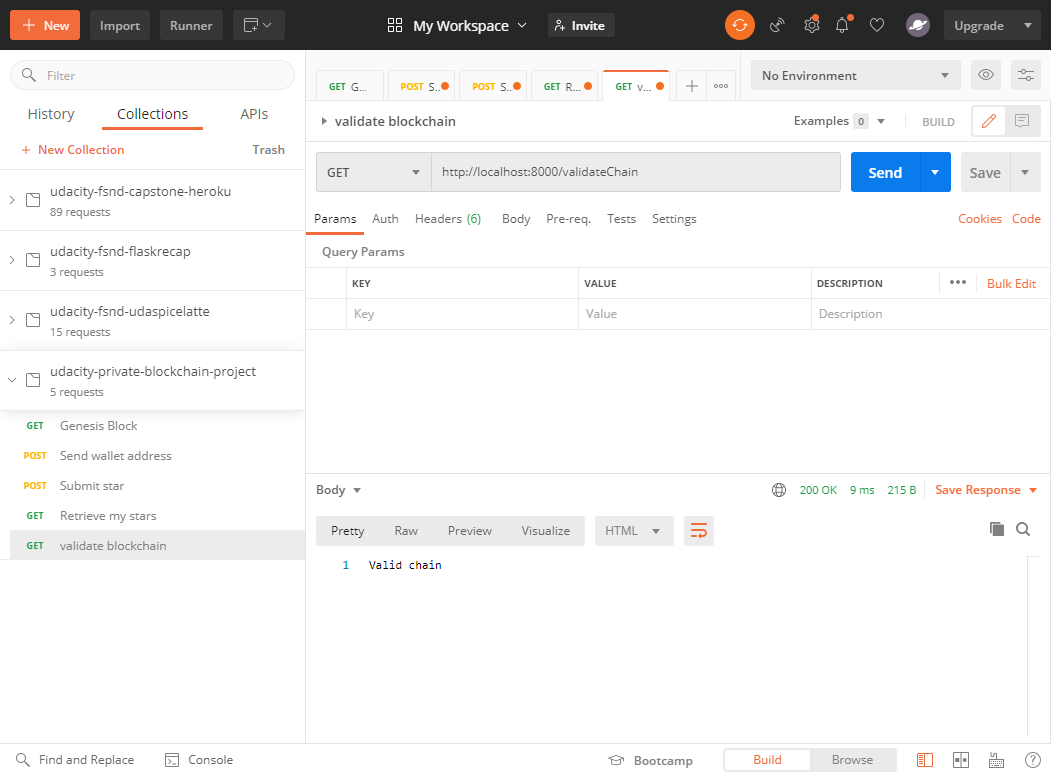 New Import Runner My Workspace Invite Upgrade
Filter
GET G... POST S.. POST S.. GET R... GET v... No Environment
History Collections APIs
validate blockchain Examples 0 BUILD
New Collection Trash
GET http://localhost:8000/validateChain Send Save
udacity-fsnd-capstone-heroku
89 requests
Params Auth Headers (6) Body Pre-req. Tests Settings Cookies Code
udacity-fsnd-flaskrecap
3 requests
Query Params
KEY VALUE DESCRIPTION Bulk Edit
Key Value Description
udacity-fsnd-udaspicelatte
15 requests
udacity-private-blockchain-project
5 requests
GET Genesis Block
POST Send wallet address
POST Submit star
GET Retrieve my stars
GET validate blockchain
Body 200 OK 9 ms 215 B Save Response
Pretty Raw Preview Visualize HTML
1 Valid chain
Find and Replace Console Bootcamp Build Browse